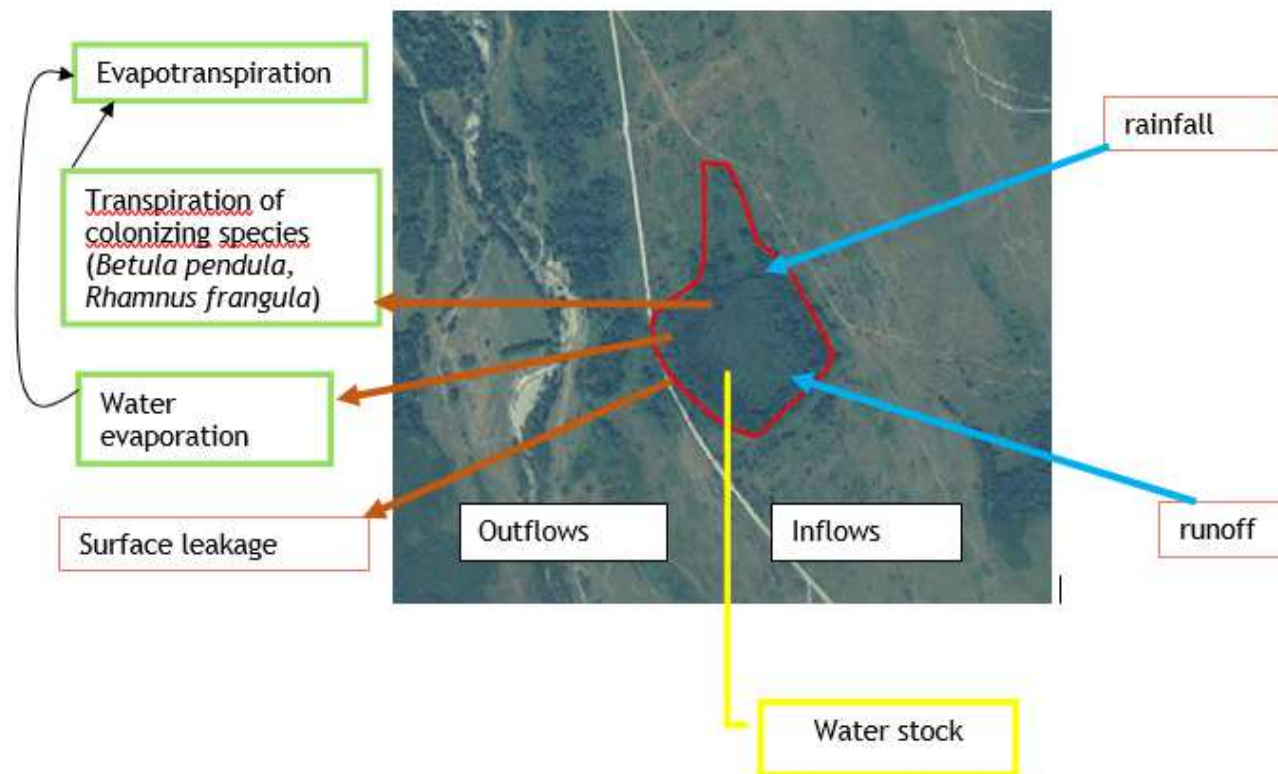 Evapotranspiration
Transpiration of
colonizing species
(Betula pendula,
Rhamnus frangula)
Water
evaporation
Surface leakage
Outflows
Inflows
rainfall
runoff
Water stock